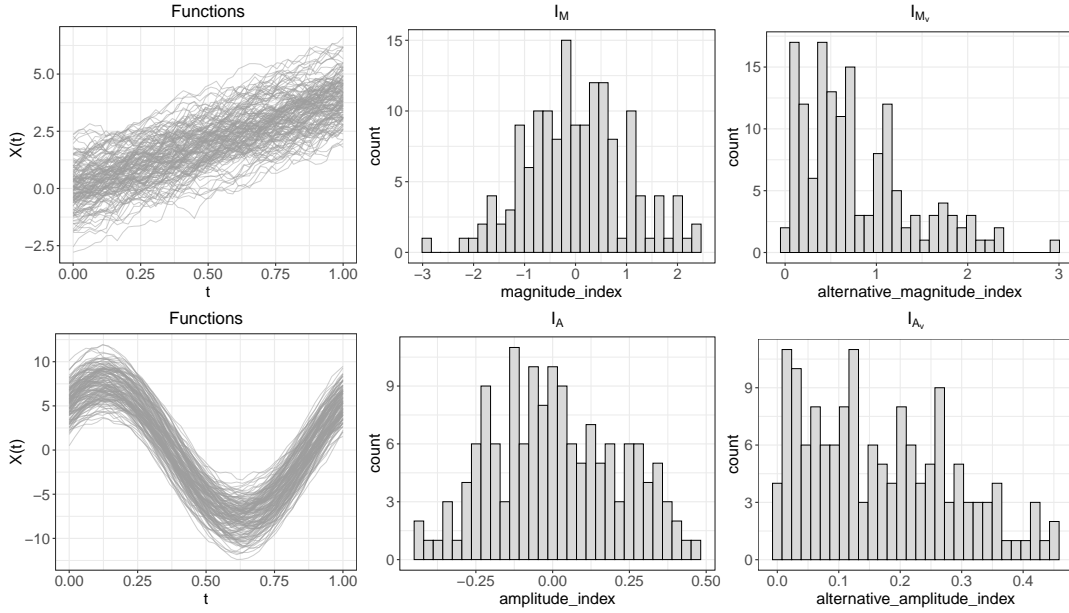 Functions
X(t)
5.0
2.5
0.0
−2.5
0.00 0.25 0.50 0.75 1.00
t
I_M
count
15
10
5
0
−3 −2 −1 0 1 2
magnitude_index
I_Mv
count
15
10
5
0
0 1 2 3
alternative_magnitude_index
Functions
X(t)
10
5
0
−5
−10
0.00 0.25 0.50 0.75 1.00
t
I_A
count
9
6
3
0
−0.25 0.00 0.25 0.50
amplitude_index
I_Av
count
9
6
3
0
0.0 0.1 0.2 0.3 0.4
alternative_amplitude_index